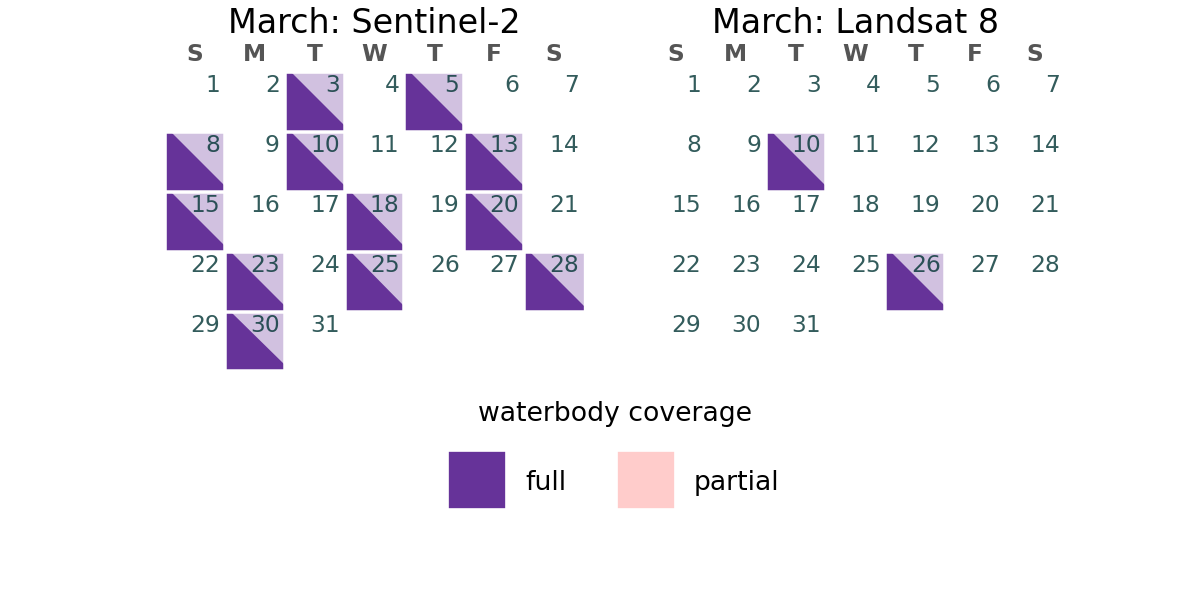 March: Sentinel-2
S M T W T F S
1 2 3 4 5 6 7
8 9 10 11 12 13 14
15 16 17 18 19 20 21
22 23 24 25 26 27 28
29 30 31
March: Landsat 8
S M T W T F S
1 2 3 4 5 6 7
8 9 10 11 12 13 14
15 16 17 18 19 20 21
22 23 24 25 26 27 28
29 30 31
waterbody coverage
full partial